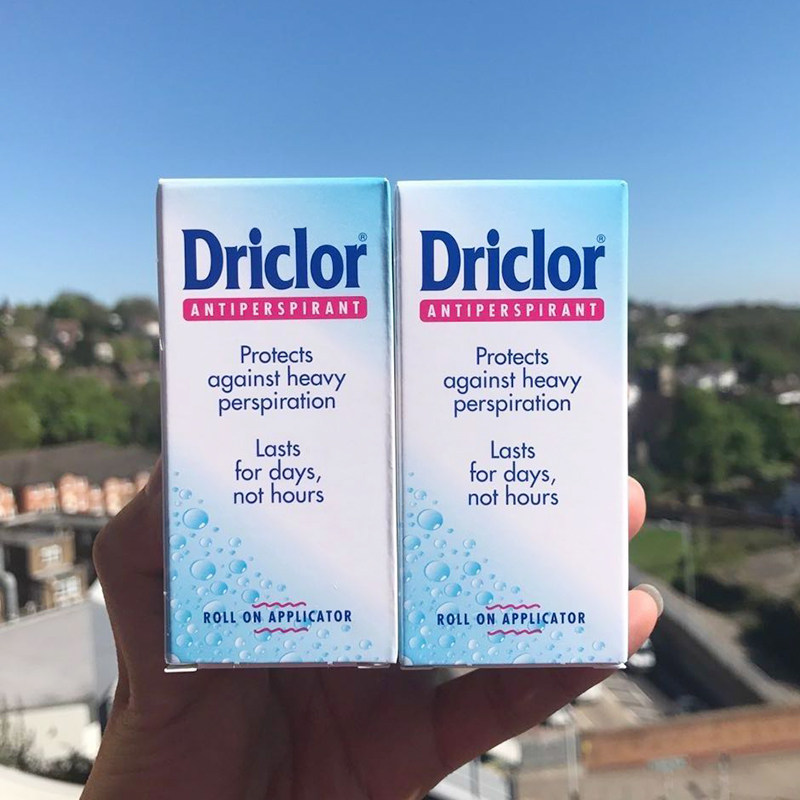 Driclor®
ANTIPERSPIRANT
Protects
against heavy
perspiration
Lasts
for days,
not hours
ROLL ON APPLICATOR
Driclor®
ANTIPERSPIRANT
Protects
against heavy
perspiration
Lasts
for days,
not hours
ROLL ON APPLICATOR